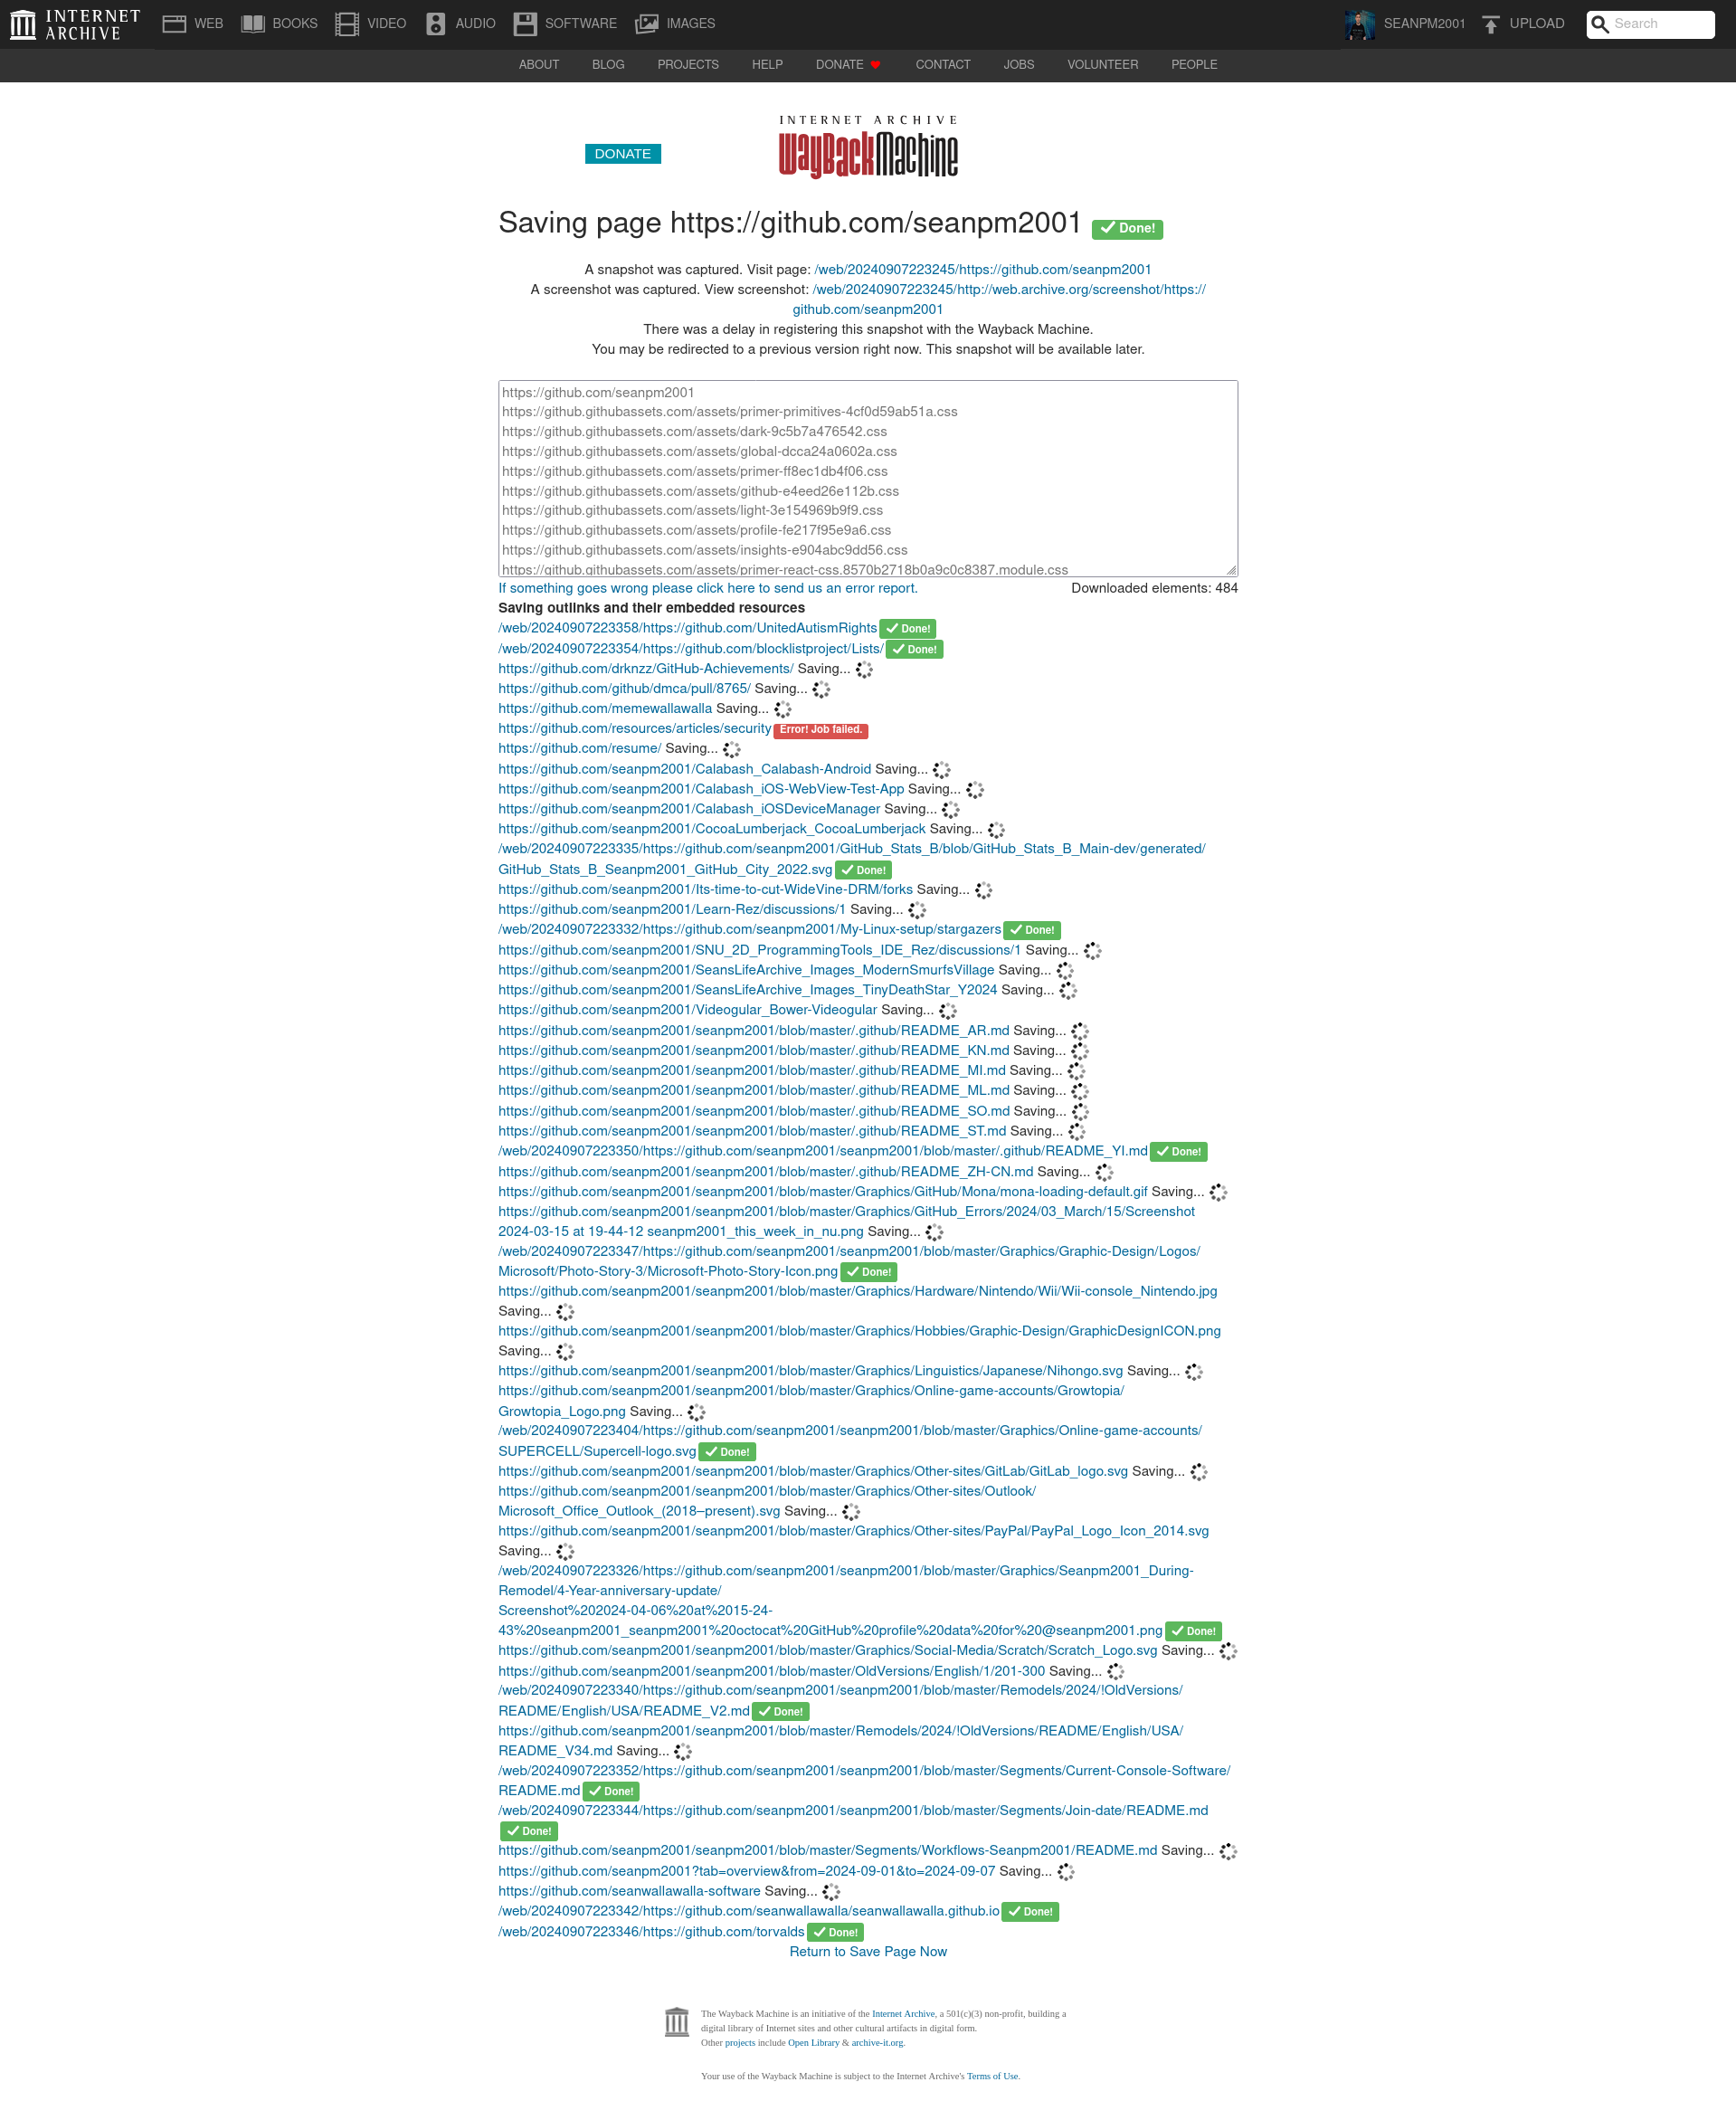 INTERNET
ARCHIVE
WEB BOOKS VIDEO AUDIO SOFTWARE IMAGES SEANPM2001 UPLOAD Search
ABOUT BLOG PROJECTS HELP DONATE CONTACT JOBS VOLUNTEER PEOPLE
INTERNET ARCHIVE
WayBackMachine
DONATE
Saving page https://github.com/seanpm2001 Done!
A snapshot was captured. Visit page: /web/20240907223245/https://github.com/seanpm2001
A screenshot was captured. View screenshot: /web/20240907223245/http://web.archive.org/screenshot/https://
github.com/seanpm2001
There was a delay in registering this snapshot with the Wayback Machine.
You may be redirected to a previous version right now. This snapshot will be available later.
https://github.com/seanpm2001
https://github.githubassets.com/assets/primer-primitives-4cf0d59ab51a.css
https://github.githubassets.com/assets/dark-9c5b7a476542.css
https://github.githubassets.com/assets/global-dcca24a0602a.css
https://github.githubassets.com/assets/primer-ff8ec1db4f06.css
https://github.githubassets.com/assets/github-e4eed26e112b.css
https://github.githubassets.com/assets/light-3e154969b9f9.css
https://github.githubassets.com/assets/profile-fe217f95e9a6.css
https://github.githubassets.com/assets/insights-e904abc9dd56.css
https://github.githubassets.com/assets/primer-react-css.8570b2718b0a9c0c8387.module.css
If something goes wrong please click here to send us an error report. Downloaded elements: 484
Saving outlinks and their embedded resources
/web/20240907223358/https://github.com/UnitedAutismRights Done!
/web/20240907223354/https://github.com/blocklistproject/Lists/ Done!
https://github.com/drknzz/GitHub-Achievements/ Saving...
https://github.com/github/dmca/pull/8765/ Saving...
https://github.com/memewallawalla Saving...
https://github.com/resources/articles/security Error! Job failed.
https://github.com/resume/ Saving...
https://github.com/seanpm2001/Calabash_Calabash-Android Saving...
https://github.com/seanpm2001/Calabash_iOS-WebView-Test-App Saving...
https://github.com/seanpm2001/Calabash_iOSDeviceManager Saving...
https://github.com/seanpm2001/CocoaLumberjack_CocoaLumberjack Saving...
/web/20240907223335/https://github.com/seanpm2001/GitHub_Stats_B/blob/GitHub_Stats_B_Main-dev/generated/
GitHub_Stats_B_Seanpm2001_GitHub_City_2022.svg Done!
https://github.com/seanpm2001/Its-time-to-cut-WideVine-DRM/forks Saving...
https://github.com/seanpm2001/Learn-Rez/discussions/1 Saving...
/web/20240907223332/https://github.com/seanpm2001/My-Linux-setup/stargazers Done!
https://github.com/seanpm2001/SNU_2D_ProgrammingTools_IDE_Rez/discussions/1 Saving...
https://github.com/seanpm2001/SeansLifeArchive_Images_ModernSmurfsVillage Saving...
https://github.com/seanpm2001/SeansLifeArchive_Images_TinyDeathStar_Y2024 Saving...
https://github.com/seanpm2001/Videogular_Bower-Videogular Saving...
https://github.com/seanpm2001/seanpm2001/blob/master/.github/README_AR.md Saving...
https://github.com/seanpm2001/seanpm2001/blob/master/.github/README_KN.md Saving...
https://github.com/seanpm2001/seanpm2001/blob/master/.github/README_MI.md Saving...
https://github.com/seanpm2001/seanpm2001/blob/master/.github/README_ML.md Saving...
https://github.com/seanpm2001/seanpm2001/blob/master/.github/README_SO.md Saving...
https://github.com/seanpm2001/seanpm2001/blob/master/.github/README_ST.md Saving...
/web/20240907223350/https://github.com/seanpm2001/seanpm2001/blob/master/.github/README_YI.md Done!
https://github.com/seanpm2001/seanpm2001/blob/master/.github/README_ZH-CN.md Saving...
https://github.com/seanpm2001/seanpm2001/blob/master/Graphics/GitHub/Mona/mona-loading-default.gif Saving...
https://github.com/seanpm2001/seanpm2001/blob/master/Graphics/GitHub_Errors/2024/03_March/15/Screenshot
2024-03-15 at 19-44-12 seanpm2001_this_week_in_nu.png Saving...
/web/20240907223347/https://github.com/seanpm2001/seanpm2001/blob/master/Graphics/Graphic-Design/Logos/
Microsoft/Photo-Story-3/Microsoft-Photo-Story-Icon.png Done!
https://github.com/seanpm2001/seanpm2001/blob/master/Graphics/Hardware/Nintendo/Wii/Wii-console_Nintendo.jpg
Saving...
https://github.com/seanpm2001/seanpm2001/blob/master/Graphics/Hobbies/Graphic-Design/GraphicDesignICON.png
Saving...
https://github.com/seanpm2001/seanpm2001/blob/master/Graphics/Linguistics/Japanese/Nihongo.svg Saving...
https://github.com/seanpm2001/seanpm2001/blob/master/Graphics/Online-game-accounts/Growtopia/
Growtopia_Logo.png Saving...
/web/20240907223404/https://github.com/seanpm2001/seanpm2001/blob/master/Graphics/Online-game-accounts/
SUPERCELL/Supercell-logo.svg Done!
https://github.com/seanpm2001/seanpm2001/blob/master/Graphics/Other-sites/GitLab/GitLab_logo.svg Saving...
https://github.com/seanpm2001/seanpm2001/blob/master/Graphics/Other-sites/Outlook/
Microsoft_Office_Outlook_(2018–present).svg Saving...
https://github.com/seanpm2001/seanpm2001/blob/master/Graphics/Other-sites/PayPal/PayPal_Logo_Icon_2014.svg
Saving...
/web/20240907223326/https://github.com/seanpm2001/seanpm2001/blob/master/Graphics/Seanpm2001_During-
Remodel/4-Year-anniversary-update/
Screenshot%202024-04-06%20at%2015-24-
43%20seanpm2001_seanpm2001%20octocat%20GitHub%20profile%20data%20for%20@seanpm2001.png Done!
https://github.com/seanpm2001/seanpm2001/blob/master/Graphics/Social-Media/Scratch/Scratch_Logo.svg Saving...
https://github.com/seanpm2001/seanpm2001/blob/master/OldVersions/English/1/201-300 Saving...
/web/20240907223340/https://github.com/seanpm2001/seanpm2001/blob/master/Remodels/2024/!OldVersions/
README/English/USA/README_V2.md Done!
https://github.com/seanpm2001/seanpm2001/blob/master/Remodels/2024/!OldVersions/README/English/USA/
README_V34.md Saving...
/web/20240907223352/https://github.com/seanpm2001/seanpm2001/blob/master/Segments/Current-Console-Software/
README.md Done!
/web/20240907223344/https://github.com/seanpm2001/seanpm2001/blob/master/Segments/Join-date/README.md
Done!
https://github.com/seanpm2001/seanpm2001/blob/master/Segments/Workflows-Seanpm2001/README.md Saving...
https://github.com/seanpm2001?tab=overview&from=2024-09-01&to=2024-09-07 Saving...
https://github.com/seanwallawalla-software Saving...
/web/20240907223342/https://github.com/seanwallawalla/seanwallawalla.github.io Done!
/web/20240907223346/https://github.com/torvalds Done!
Return to Save Page Now
The Wayback Machine is an initiative of the Internet Archive, a 501(c)(3) non-profit, building a
digital library of Internet sites and other cultural artifacts in digital form.
Other projects include Open Library & archive-it.org.
Your use of the Wayback Machine is subject to the Internet Archive's Terms of Use.